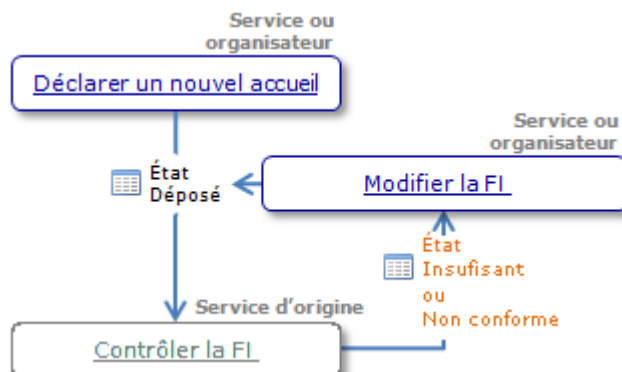 Service ou
organisateur
Déclarer un nouvel accueil
Service ou
organisateur
Modifier la FI
État
Déposé
État
Insufisant
ou
Non conforme
Service d'origine
Contrôler la FI